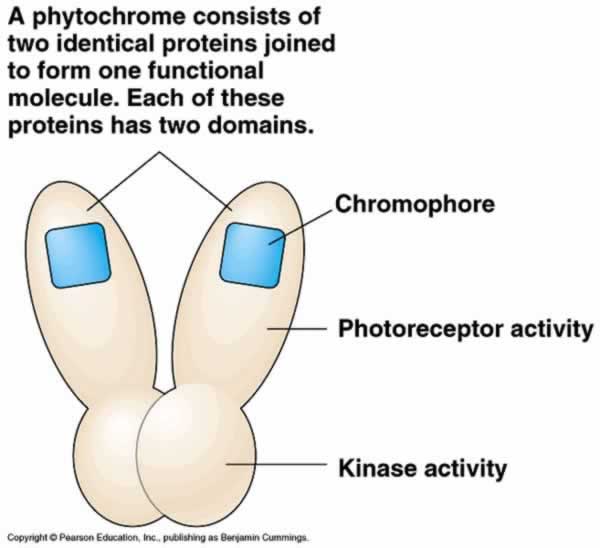 A phytochrome consists of
two identical proteins joined
to form one functional
molecule. Each of these
proteins has two domains.
Chromophore
Photoreceptor activity
Kinase activity
Copyright © Pearson Education, Inc., publishing as Benjamin Cummings.